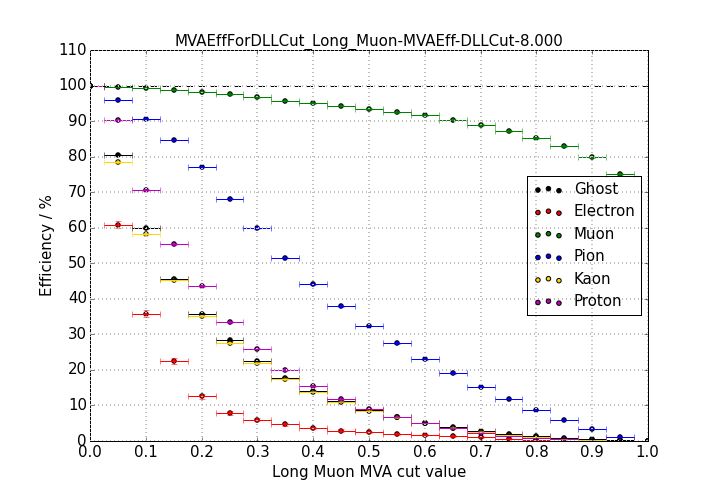 MVAEffForDLLCut_Long_Muon-MVAEff-DLLCut-8.000
110
100
90
80
70
60
50
40
30
20
10
0
Efficiency / %
Ghost
Electron
Muon
Pion
Kaon
Proton
0.0 0.1 0.2 0.3 0.4 0.5 0.6 0.7 0.8 0.9 1.0
Long Muon MVA cut value